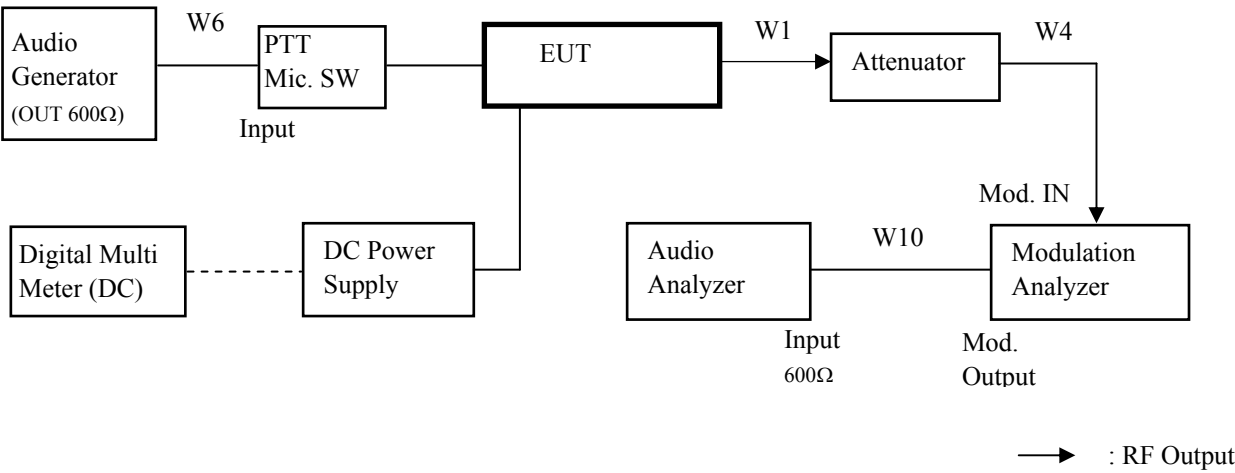 W6
Audio
Generator
(OUT 600Ω)
PTT
Mic. SW
Input
EUT
W1
Attenuator
W4
Mod. IN
Digital Multi
Meter (DC)
DC Power
Supply
Audio
Analyzer
W10
Modulation
Analyzer
Input
600Ω
Mod.
Output
: RF Output